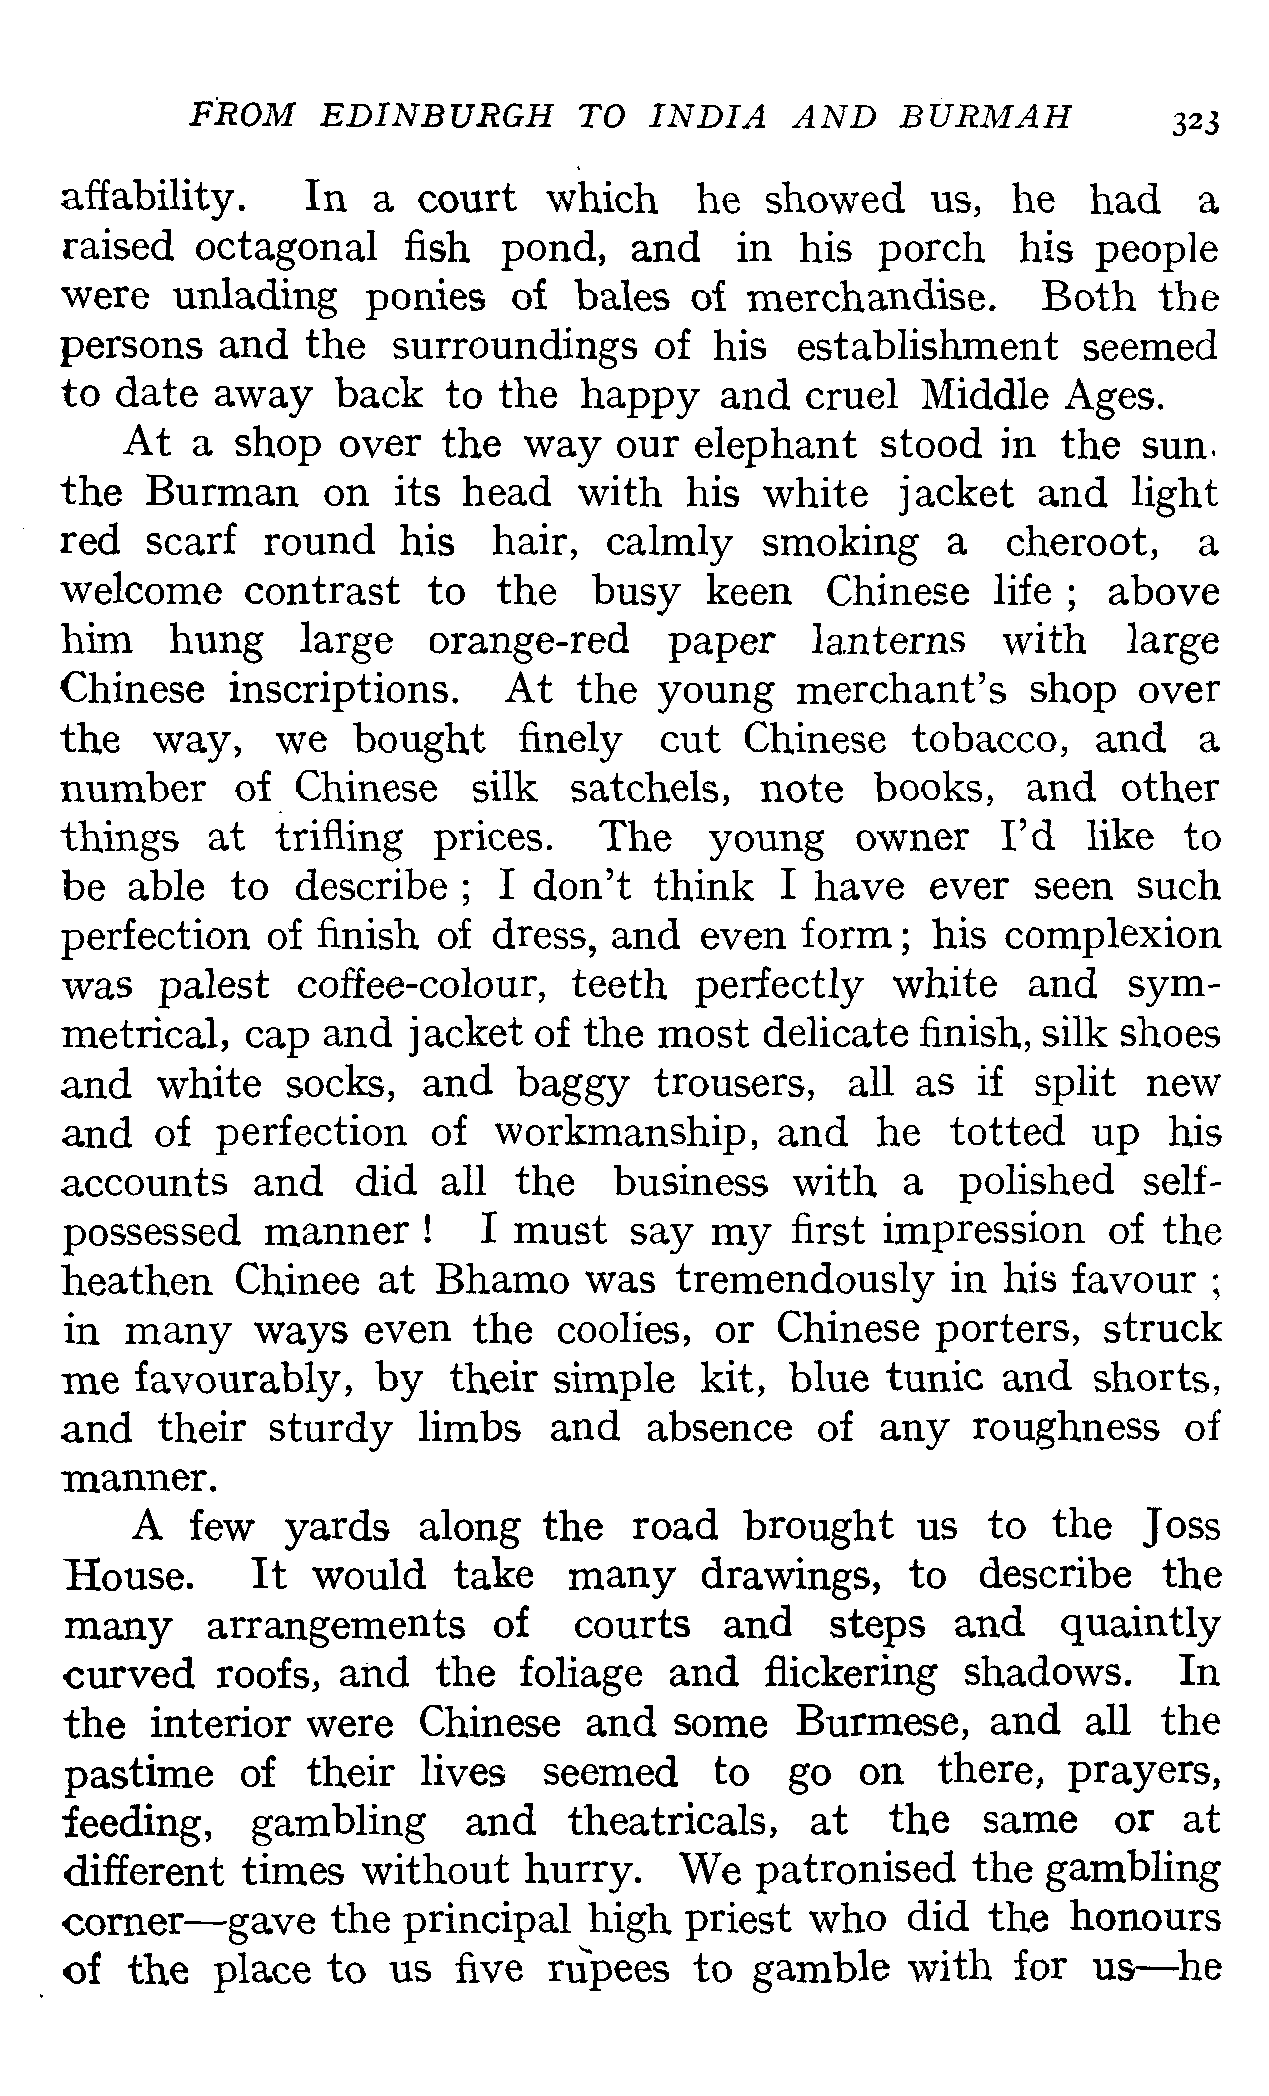 FROM EDINBURGH TO INDIA AND BURMAH 323
affability. In a court which he showed us, he had a
raised octagonal fish pond, and in his porch his people
were unlading ponies of bales of merchandise. Both the
persons and the surroundings of his establishment seemed
to date away back to the happy and cruel Middle Ages.
At a shop over the way our elephant stood in the sun.
the Burman on its head with his white jacket and light
red scarf round his hair, calmly smoking a cheroot, a
welcome contrast to the busy keen Chinese life ; above
him hung large orange-red paper lanterns with large
Chinese inscriptions. At the young merchant's shop over
the way, we bought finely cut Chinese tobacco, and a
number of Chinese silk satchels, note books, and other
things at trifling prices. The young owner I'd like to
be able to describe ; I don't think I have ever seen such
perfection of finish of dress, and even form ; his complexion
was palest coffee-colour, teeth perfectly white and sym-
metrical, cap and jacket of the most delicate finish, silk shoes
and white socks, and baggy trousers, all as if split new
and of perfection of workmanship, and he totted up his
accounts and did all the business with a polished self-
possessed manner ! I must say my first impression of the
heathen Chinee at Bhamo was tremendously in his favour ;
in many ways even the coolies, or Chinese porters, struck
me favourably, by their simple kit, blue tunic and shorts,
and their sturdy limbs and absence of any roughness of
manner.
A few yards along the road brought us to the Joss
House. It would take many drawings, to describe the
many arrangements of courts and steps and quaintly
curved roofs, and the foliage and flickering shadows. In
the interior were Chinese and some Burmese, and all the
pastime of their lives seemed to go on there, prayers,
feeding, gambling and theatricals, at the same or at
different times without hurry. We patronised the gambling
corner—gave the principal high priest who did the honours
of the place to us five rupees to gamble with for us—he